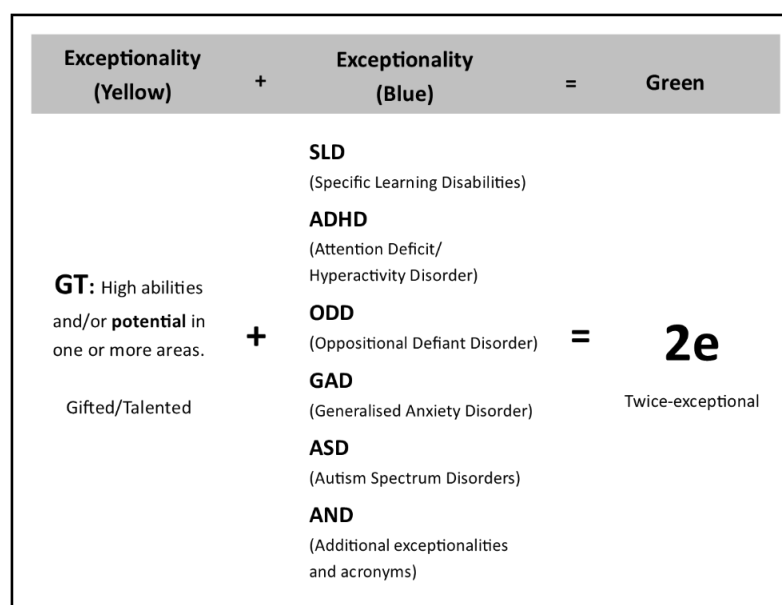 Exceptionality
(Yellow)
+
Exceptionality
(Blue)
=
Green
GT: High abilities
and/or potential in
one or more areas.
Gifted/Talented
+
SLD
(Specific Learning Disabilities)
ADHD
(Attention Deficit/
Hyperactivity Disorder)
ODD
(Oppositional Defiant Disorder)
GAD
(Generalised Anxiety Disorder)
ASD
(Autism Spectrum Disorders)
AND
(Additional exceptionalities
and acronyms)
=
2e
Twice-exceptional